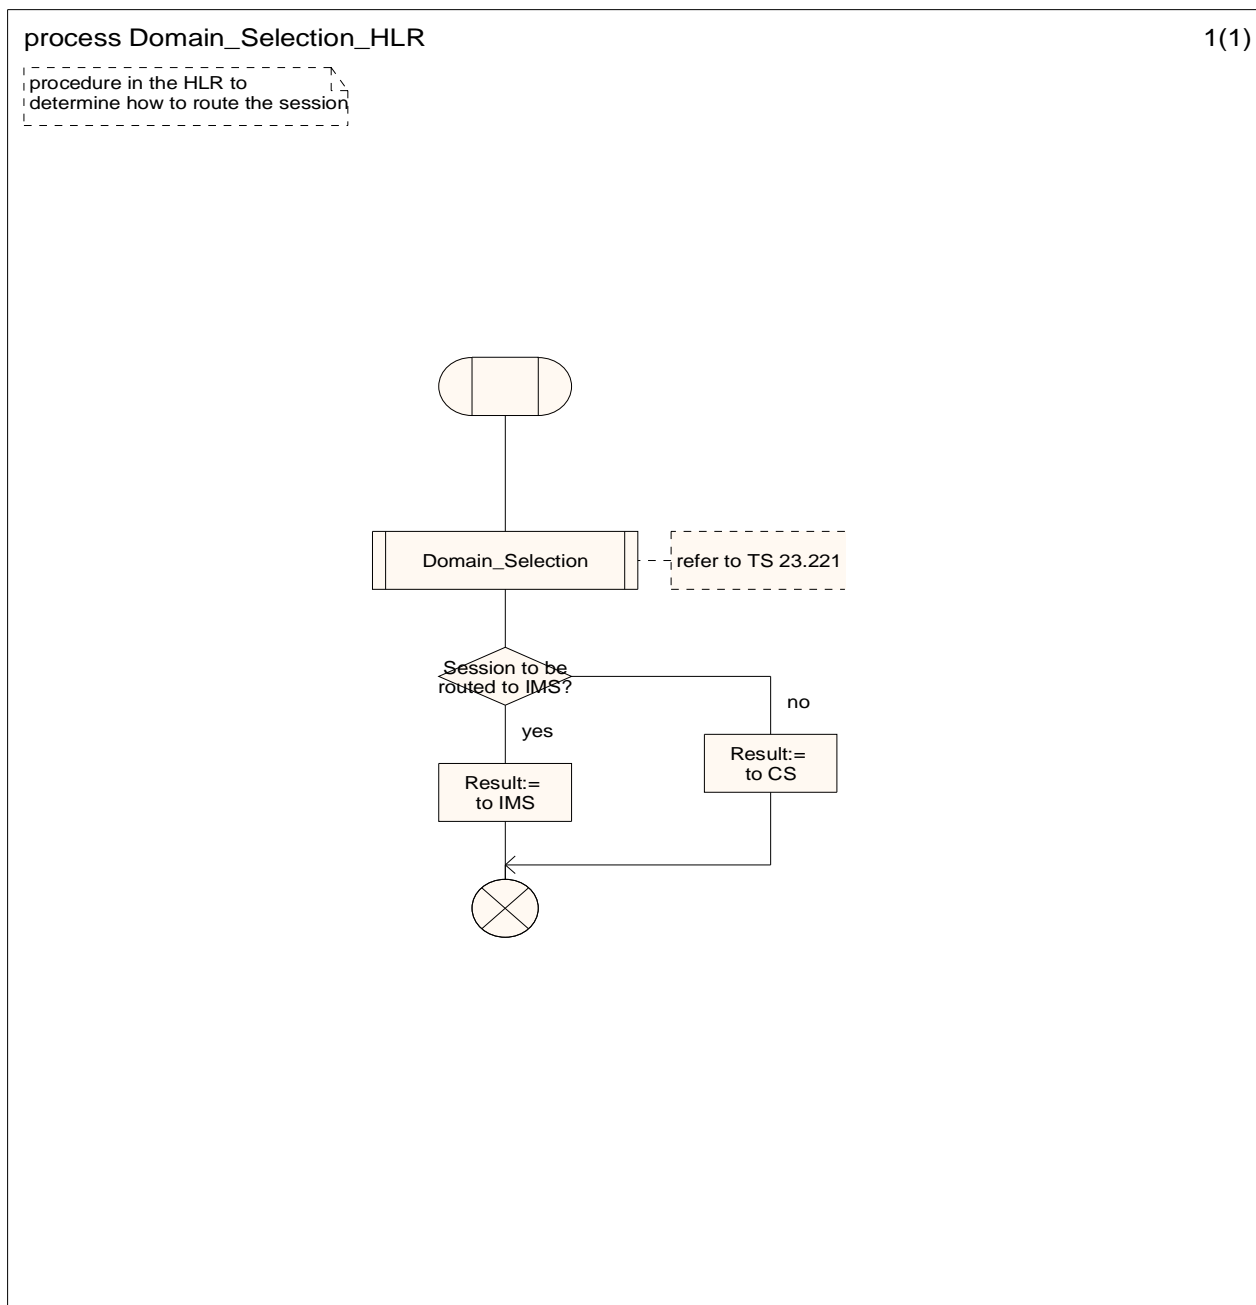 process Domain_Selection_HLR
1(1)
procedure in the HLR to
determine how to route the session
Domain_Selection
refer to TS 23.221
Session to be
routed to IMS?
no
yes
Result:=
to CS
Result:=
to IMS